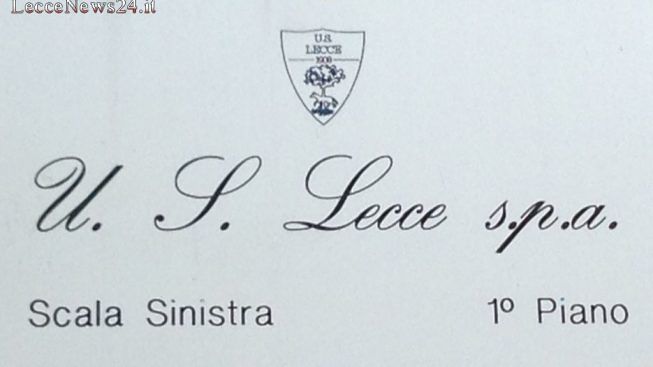 LecceNews24.it
U.S.
LECCE
1908
U. S. Lecce s.p.a.
Scala Sinistra 1º Piano